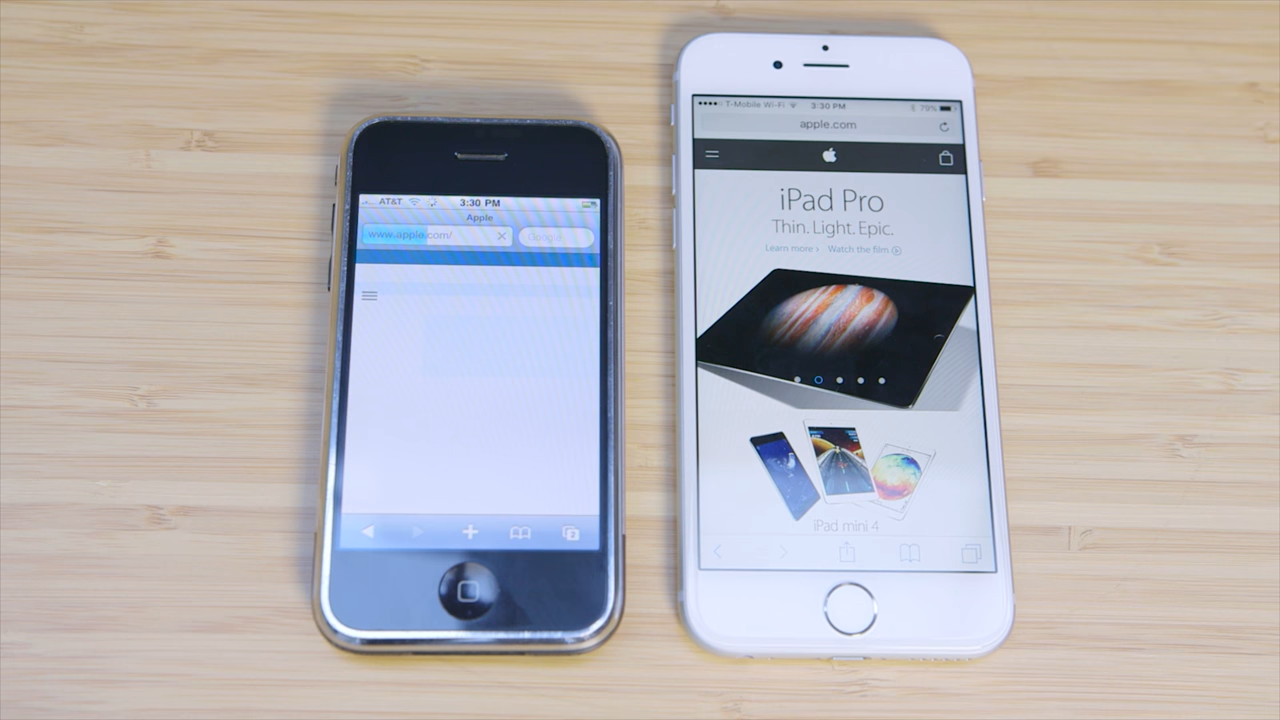 AT&T 3:30 PM
Apple
www.apple.com/ Google
T-Mobile Wi-Fi 3:30 PM 79%
apple.com
iPad Pro
Thin. Light. Epic.
Learn more Watch the film
iPad mini 4